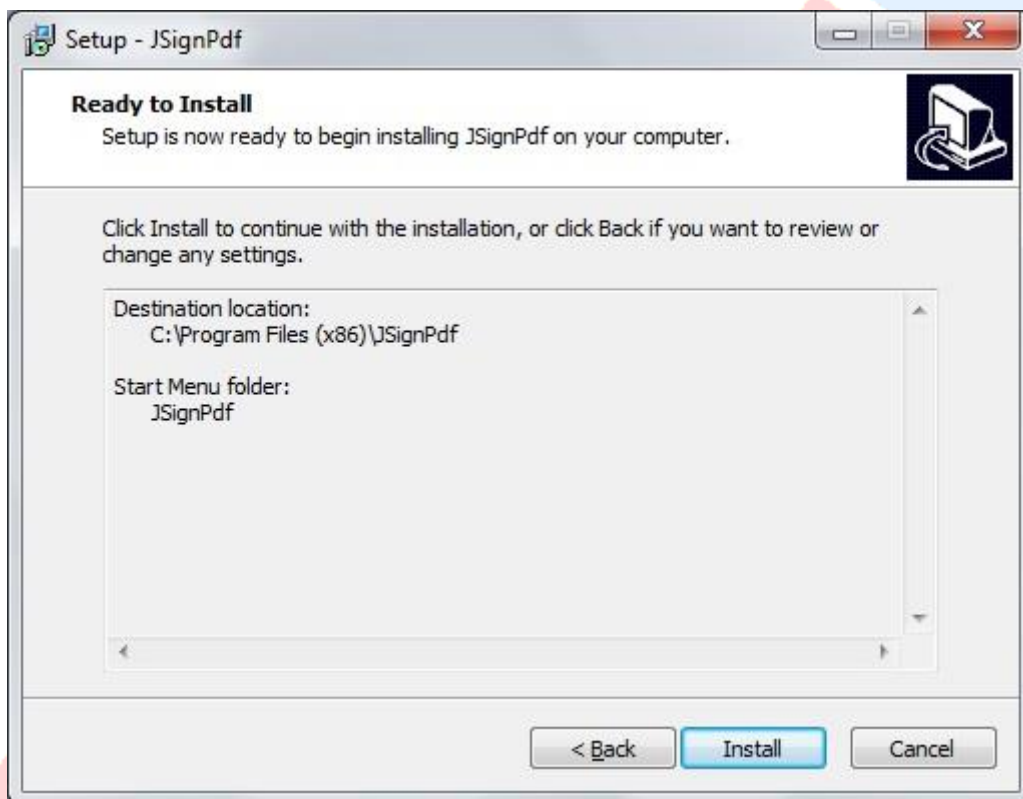 Setup - JSignPdf
Ready to Install
Setup is now ready to begin installing JSignPdf on your computer.
Click Install to continue with the installation, or click Back if you want to review or
change any settings.
Destination location:
C:\Program Files (x86)\JSignPdf
Start Menu folder:
JSignPdf
< Back
Install
Cancel